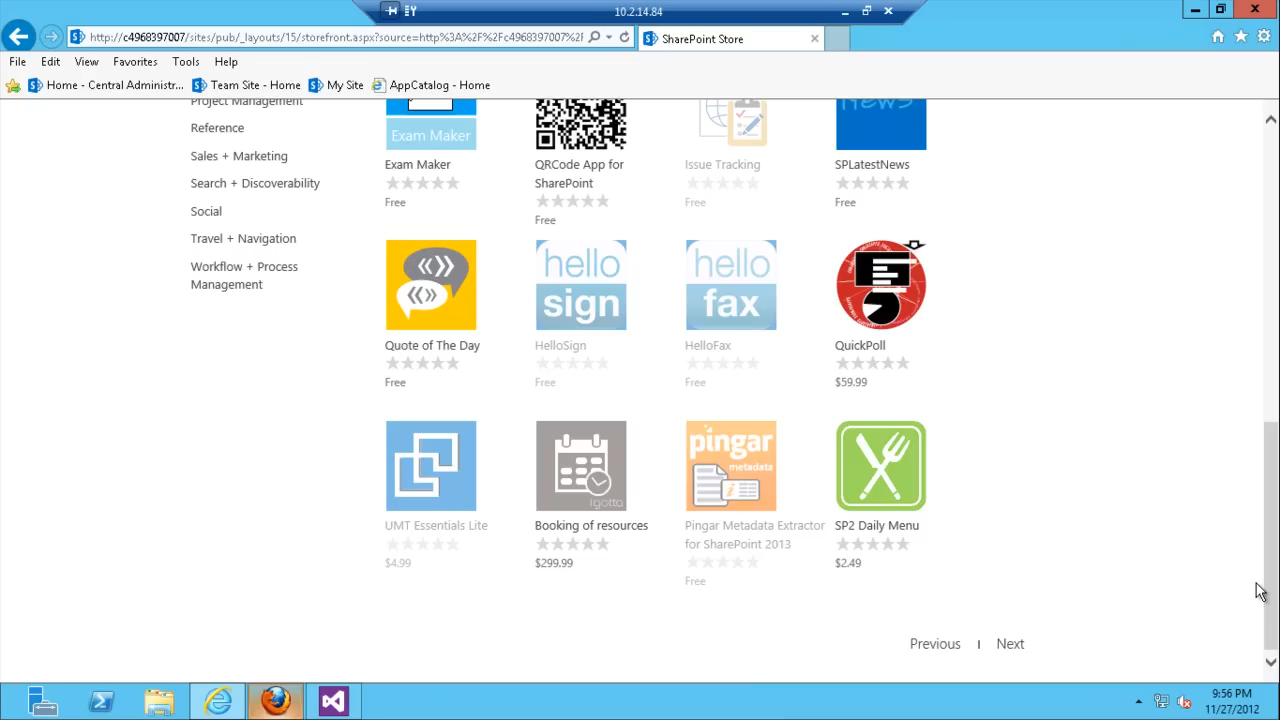 10.2.14.84
http://c4968397007/sites/pub/_layouts/15/storefront.aspx?source=http%3A%2F%2Fc4968397007%2
SharePoint Store
File Edit View Favorites Tools Help
Home - Central Administr... Team Site - Home My Site AppCatalog - Home
Project Management
Reference
Sales + Marketing
Search + Discoverability
Social
Travel + Navigation
Workflow + Process
Management
Exam Maker
News
Exam Maker
Free
QRCode App for
SharePoint
Free
Issue Tracking
Free
SPLatestNews
Free
Quote of The Day
Free
hello
sign
HelloSign
Free
hello
fax
HelloFax
Free
QuickPoll
$59.99
UMT Essentials Lite
$4.99
igotta
Booking of resources
$299.99
pingar
metadata
Pingar Metadata Extractor
for SharePoint 2013
Free
SP2 Daily Menu
$2.49
Previous | Next
9:56 PM
11/27/2012